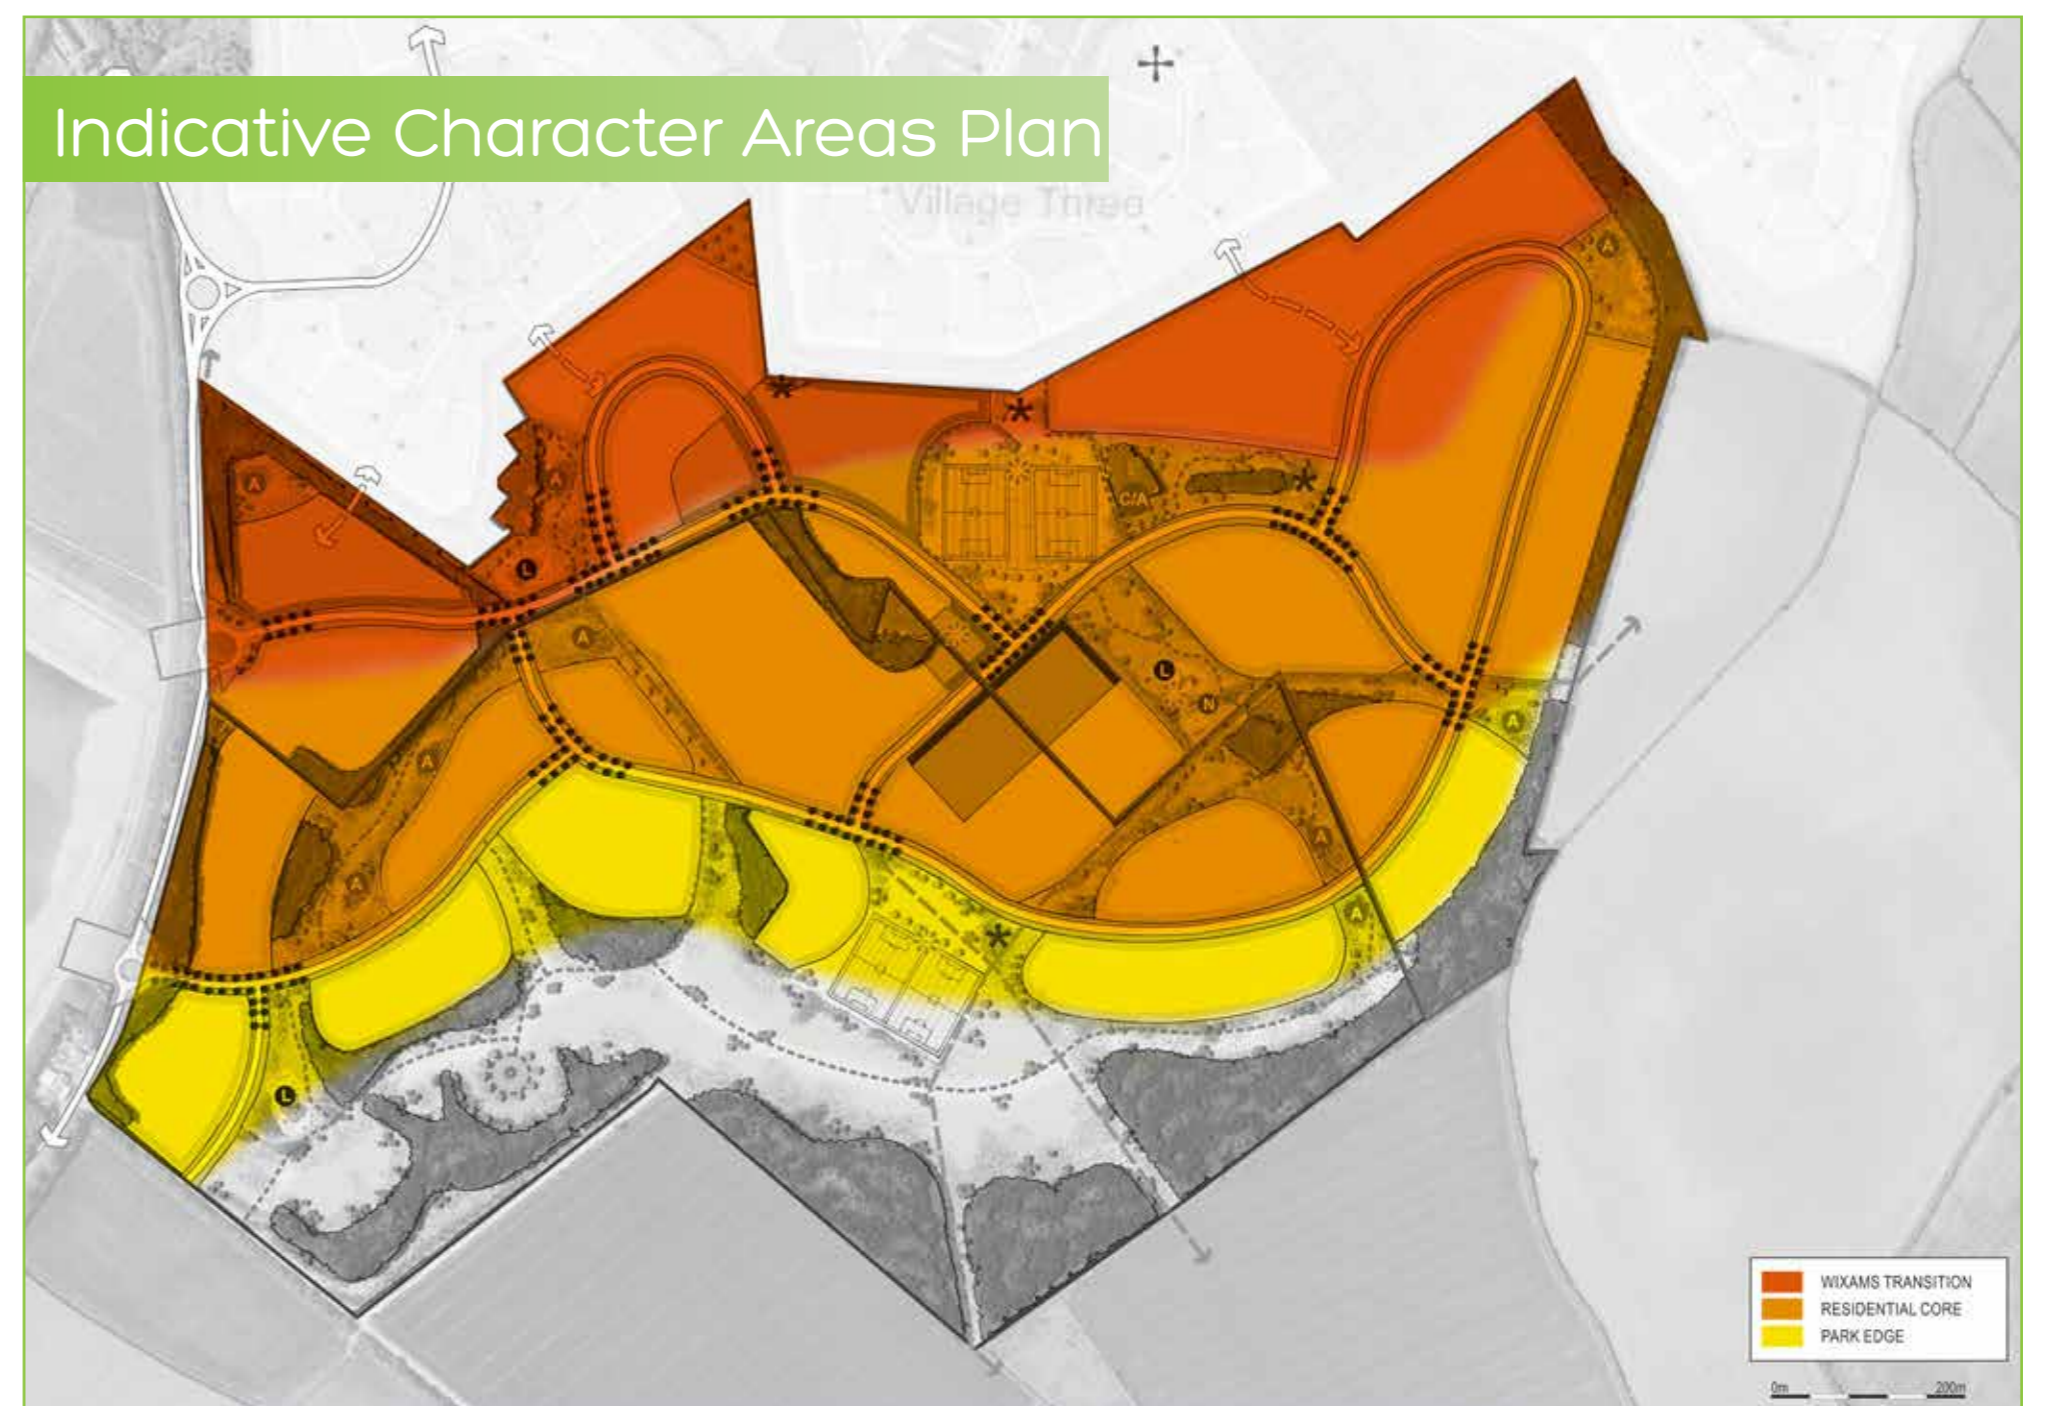 Indicative Character Areas Plan
Village Three
A
A
A
C/A
L
A
L
N
A
A
A
A
A
A
L
WIXAMS TRANSITION
RESIDENTIAL CORE
PARK EDGE
0m 200m